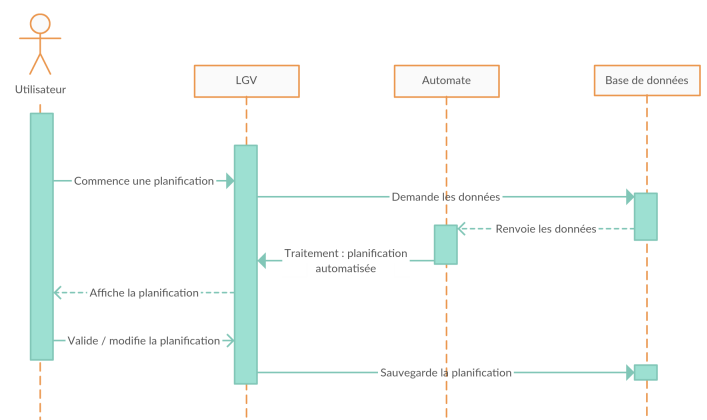 Utilisateur
LGV
Automate
Base de données
Commence une planification
Demande les données
Renvoie les données
Traitement : planification
automatisée
Affiche la planification
Valide / modifie la planification
Sauvegarde la planification